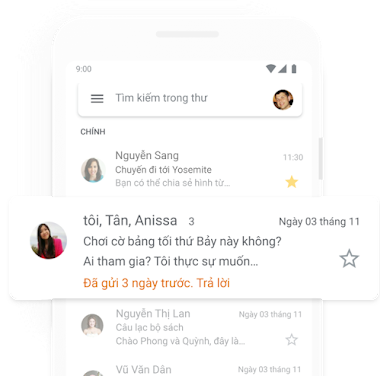 9:00
Tìm kiếm trong thư
CHÍNH
Nguyễn Sang 11:30
Chuyến đi tới Yosemite
Bạn có thể chia sẻ hình từ...
tôi, Tân, Anissa 3 Ngày 03 tháng 11
Chơi cờ bảng tối thứ Bảy này không?
Ai tham gia? Tôi thực sự muốn...
Đã gửi 3 ngày trước. Trả lời
Nguyễn Thị Lan Ngày 03 tháng 11
Câu lạc bộ sách
Chào Phong và Quỳnh, đây là...
Vũ Văn Dân Ngày 03 tháng 11